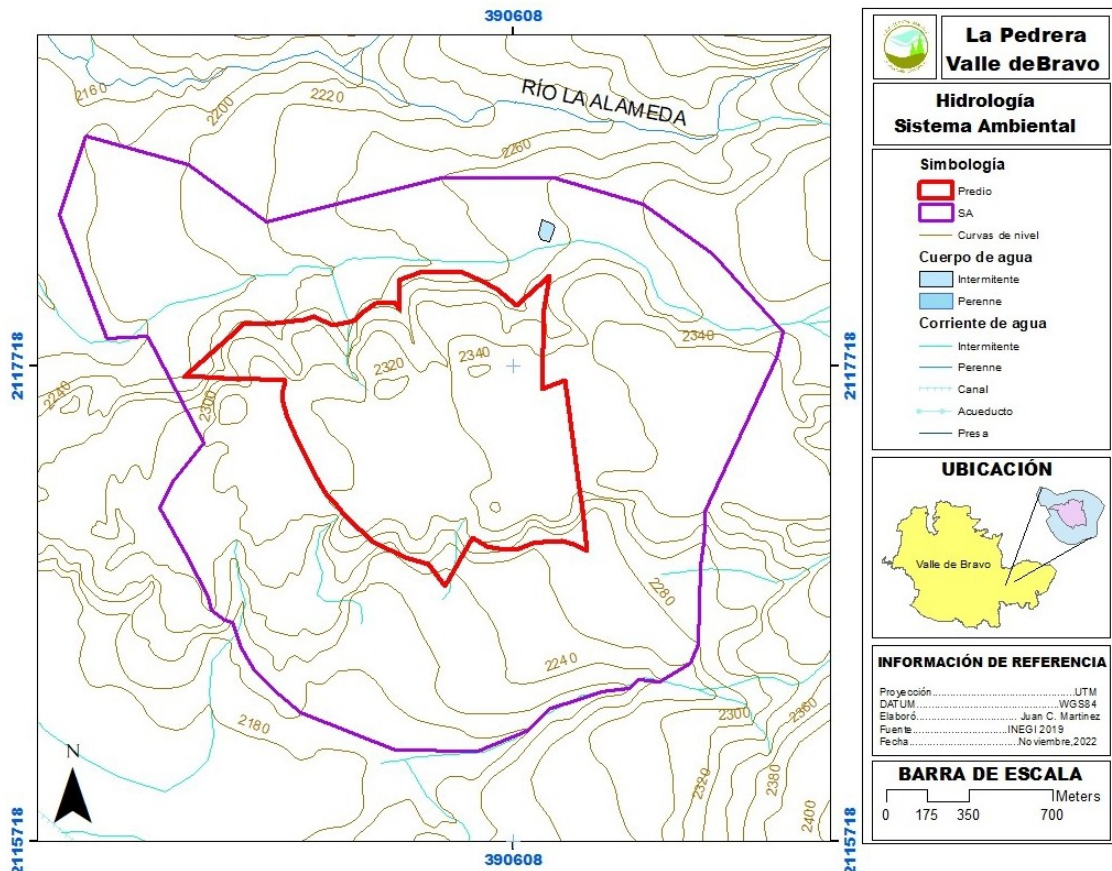 390608
2160
2200
2220
RÍO LA ALAMEDA
2260
2117718
2117718
2340
2340
2320
2300
2240
2280
2240
2180
2300
2360
2320
2380
2400
N
2115718
2115718
390608
La Pedrera
Valle deBravo
Hidrología
Sistema Ambiental
Simbología
Predio
SA
Curvas de nivel
Cuerpo de agua
Intermitente
Perenne
Corriente de agua
Intermitente
Perenne
Canal
Acueducto
Presa
UBICACIÓN
Valle de Bravo
INFORMACIÓN DE REFERENCIA
Proyección....................UTM
DATUM....................WGS84
Elaboró....................Juan C. Martinez
Fuente....................INEGI 2019
Fecha....................Noviembre,2022
BARRA DE ESCALA
Meters
0 175 350 700